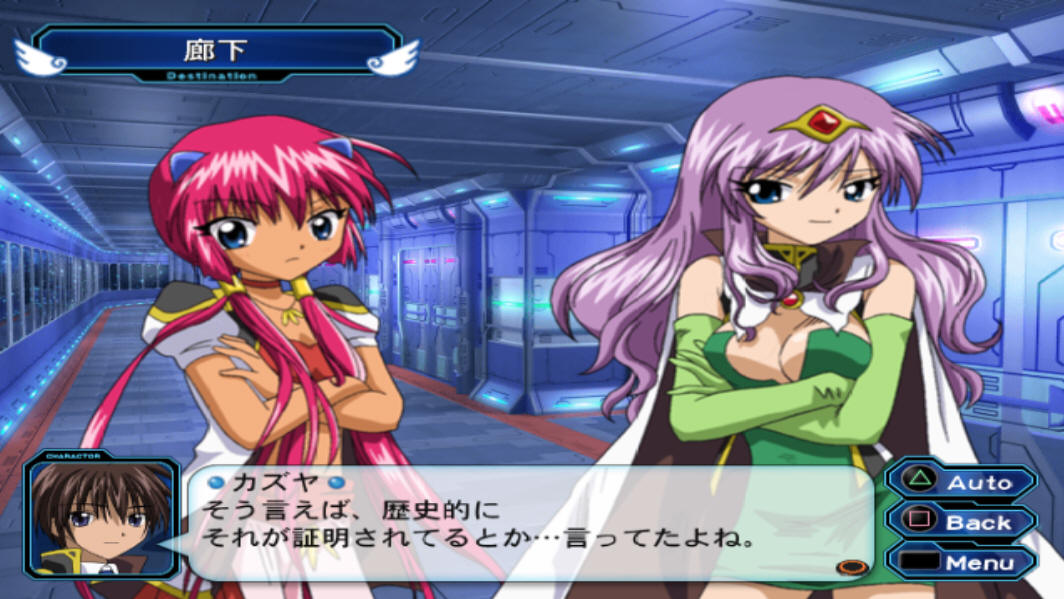 廊下
Destination
CHARACTOR
カズヤ
そう言えば、歴史的に
それが証明されてるとか…言ってたよね。
Auto
Back
Menu